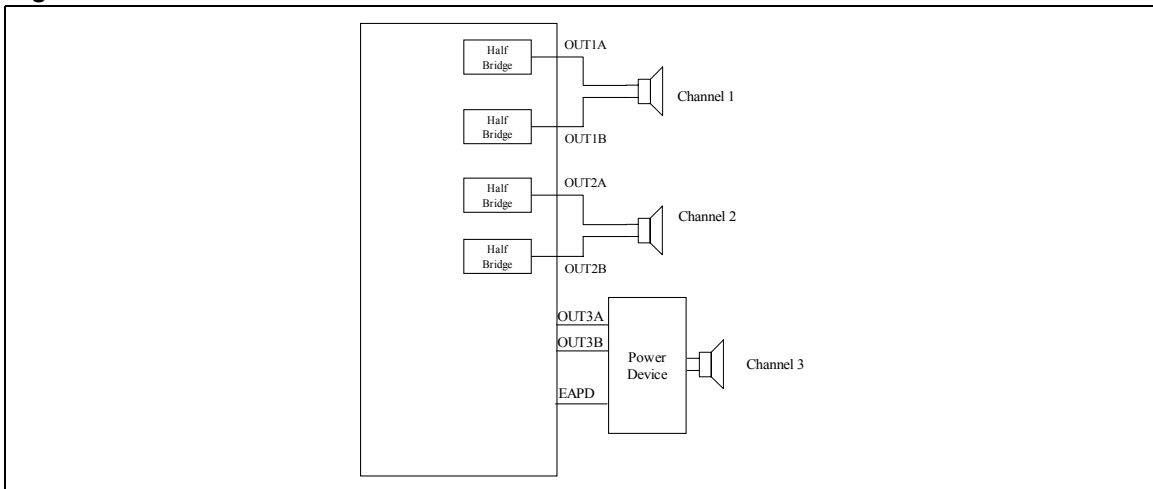 Half
Bridge
OUT1A
Channel 1
Half
Bridge
OUT1B
Half
Bridge
OUT2A
Channel 2
Half
Bridge
OUT2B
OUT3A
OUT3B
Power
Device
Channel 3
EAPD